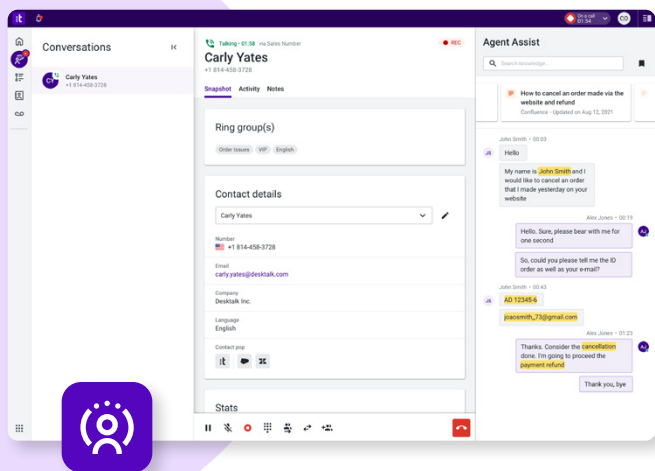 :t
On a call
01:54
CO
Conversations
CY
Carly Yates
+1 814-458-3728
Talking • 01:58 via Sales Number
REC
Carly Yates
+1 814-458-3728
Snapshot Activity Notes
Ring group(s)
Order Issues VIP English
Contact details
Carly Yates
Number
+1 814-458-3728
Email
carly.yates@desktalk.com
Company
Desktalk Inc.
Language
English
Contact pop
:t
Stats
Agent Assist
Search knowledge...
How to cancel an order made via the
website and refund
Confluence • Updated on Aug 12, 2021
John Smith • 00:03
JS
Hello
My name is John Smith and I
would like to cancel an order
that I made yesterday on your
website
Alex Jones • 00:19
Hello. Sure, please bear with me for
one second
AJ
So, could you please tell me the ID
order as well as your e-mail?
John Smith • 00:43
JS
AD 12345-6
joaosmith_73@gmail.com
Alex Jones • 01:23
Thanks. Consider the cancellation
done. I'm going to proceed the
payment refund
AJ
Thank you, bye